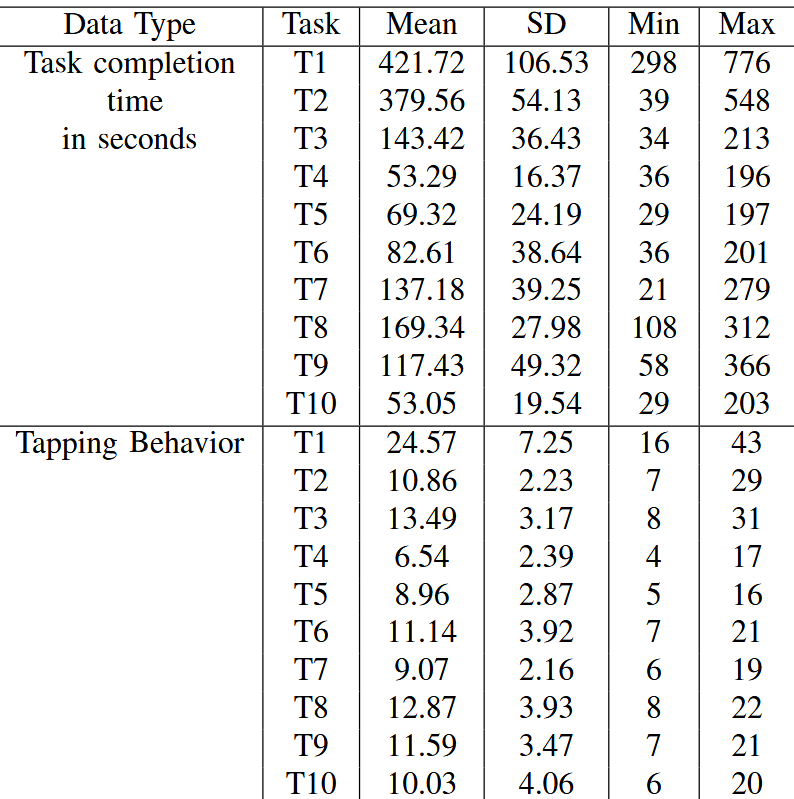 Data Type Task Mean SD Min Max
Task completion T1 421.72 106.53 298 776
time T2 379.56 54.13 39 548
in seconds T3 143.42 36.43 34 213
T4 53.29 16.37 36 196
T5 69.32 24.19 29 197
T6 82.61 38.64 36 201
T7 137.18 39.25 21 279
T8 169.34 27.98 108 312
T9 117.43 49.32 58 366
T10 53.05 19.54 29 203
Tapping Behavior T1 24.57 7.25 16 43
T2 10.86 2.23 7 29
T3 13.49 3.17 8 31
T4 6.54 2.39 4 17
T5 8.96 2.87 5 16
T6 11.14 3.92 7 21
T7 9.07 2.16 6 19
T8 12.87 3.93 8 22
T9 11.59 3.47 7 21
T10 10.03 4.06 6 20